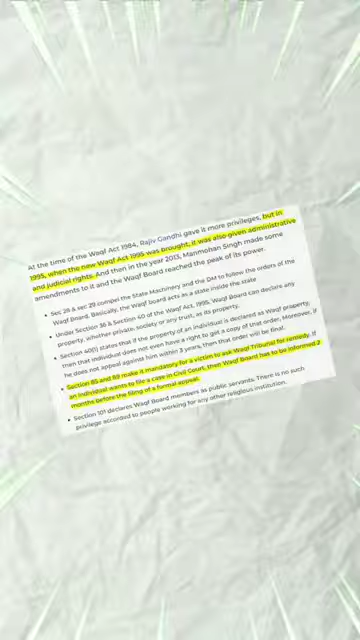 At the time of the Waqf Act 1984, Rajiv Gandhi gave it more privileges, but in
1995, when the new Waqf Act 1995 was brought, it was also given administrative
and judicial rights. And then in the year 2013, Manmohan Singh made some
amendments to it and the Waqf Board reached the peak of its power.
• Sec 28 & sec 29 compel the State Machinery and the DM to follow the orders of the
Waqf Board. Basically, the Waqf board acts as a state inside the state
• Under Section 36 & Section 40 of the Waqf Act, 1995, Waqf Board can declare any
property, whether private, society or any trust, as its property.
• Section 40(1) states that if the property of an individual is declared as Waqf property,
then that individual does not even have a right to get a copy of that order. Moreover, if
he does not appeal against him within 3 years, then that order will be final.
• Section 85 and 89 make it mandatory for a victim to ask Waqf Tribunal for remedy. If
an individual wants to file a case in Civil Court, then Waqf Board has to be informed 2
months before the filing of a formal appeal.
• Section 101 declares Waqf Board members as public servants. There is no such
privilege accorded to people working for any other religious institution.